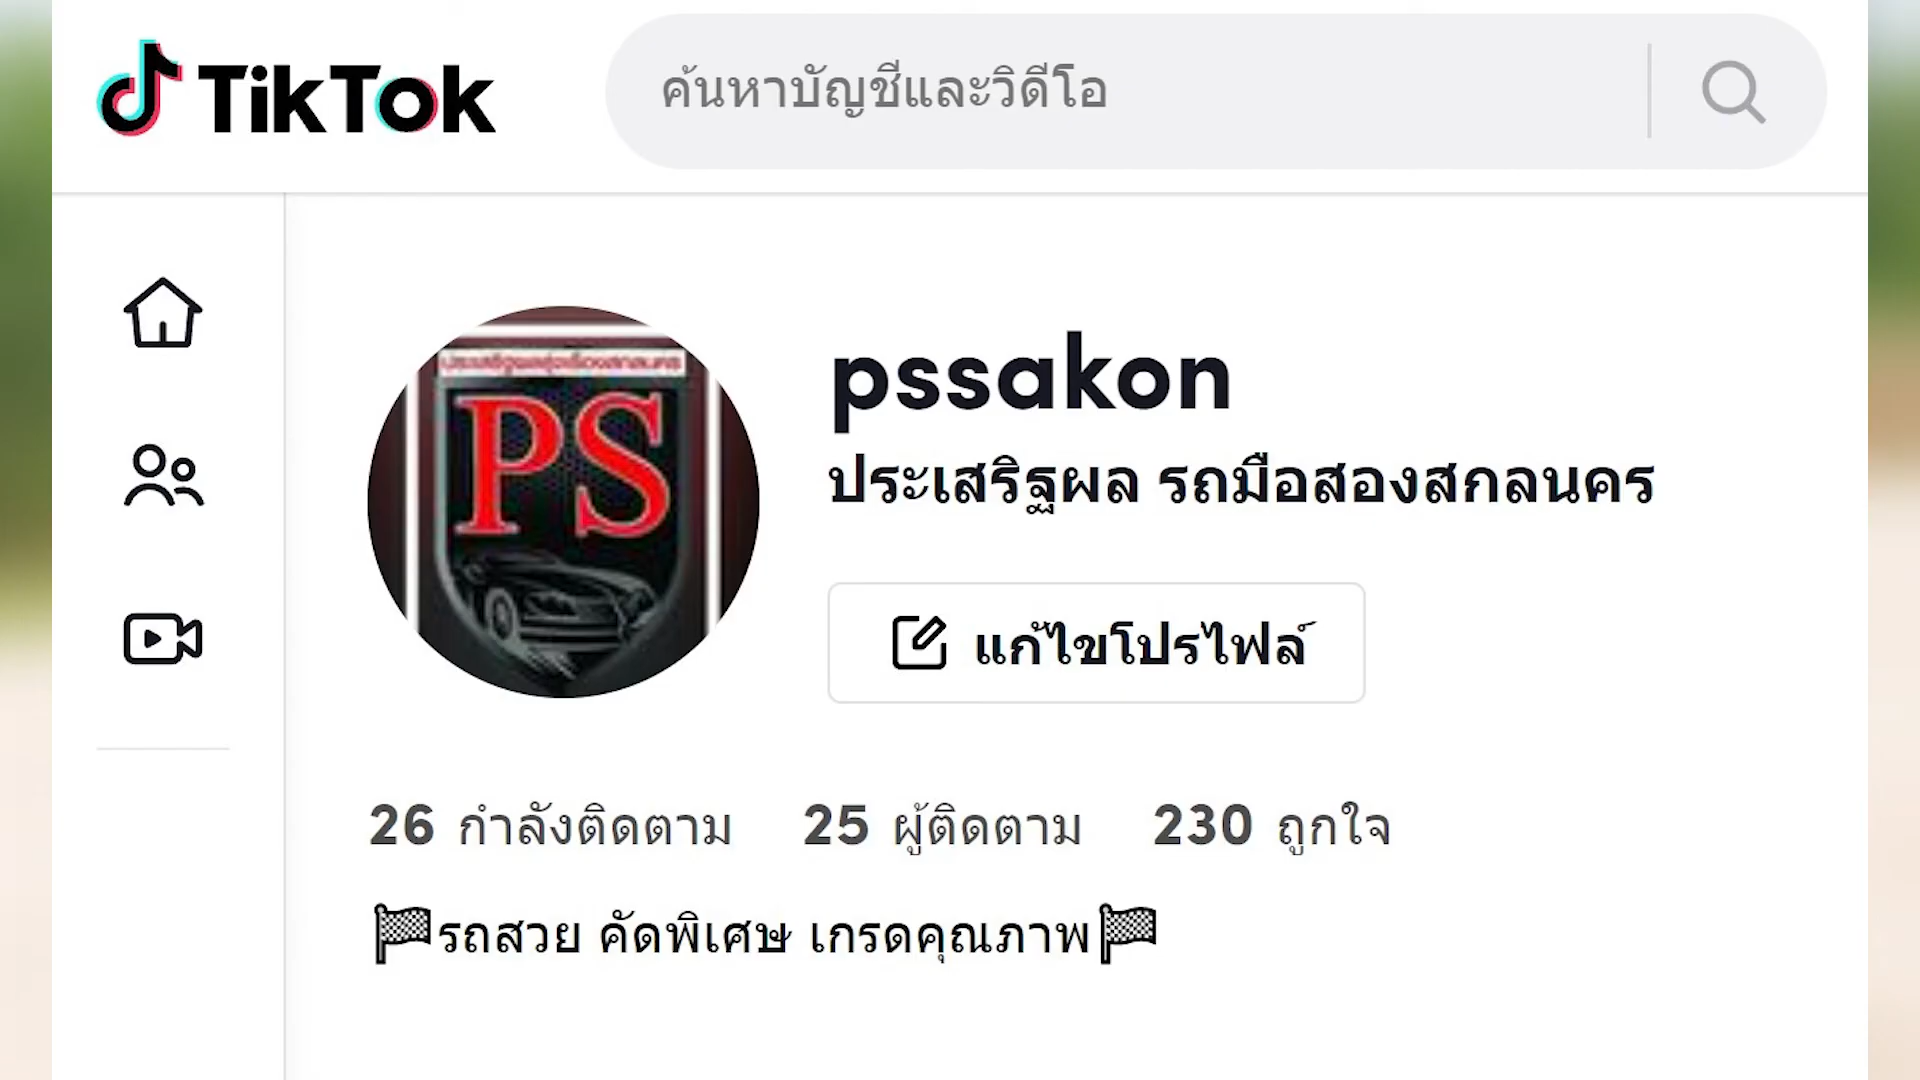 TikTok
ค้นหาบัญชีและวิดีโอ
PS
pssakon
ประเสริฐผล รถมือสองสกลนคร
แก้ไขโปรไฟล์
26 กำลังติดตาม 25 ผู้ติดตาม 230 ถูกใจ
🏁รถสวย คัดพิเศษ เกรดคุณภาพ🏁